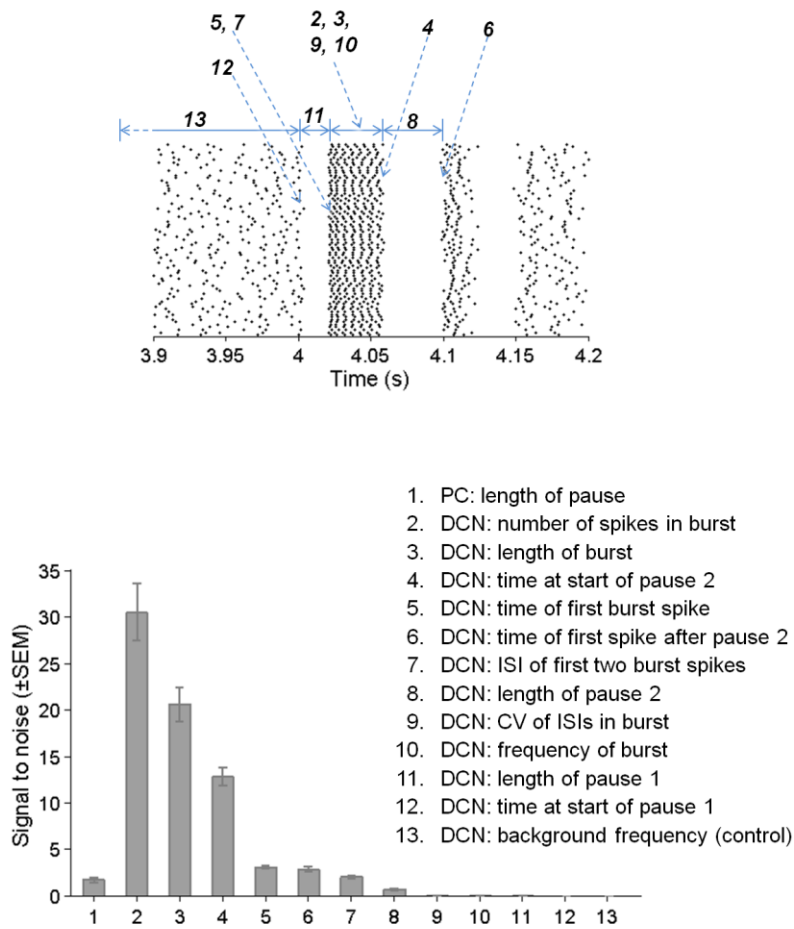 5, 7
2, 3,
9, 10
4
6
12
13
11
8
3.9 3.95 4 4.05 4.1 4.15 4.2
Time (s)
1. PC: length of pause
2. DCN: number of spikes in burst
3. DCN: length of burst
4. DCN: time at start of pause 2
5. DCN: time of first burst spike
6. DCN: time of first spike after pause 2
7. DCN: ISI of first two burst spikes
8. DCN: length of pause 2
9. DCN: CV of ISIs in burst
10. DCN: frequency of burst
11. DCN: length of pause 1
12. DCN: time at start of pause 1
13. DCN: background frequency (control)
Signal to noise (±SEM)
35
30
25
20
15
10
5
0
1 2 3 4 5 6 7 8 9 10 11 12 13